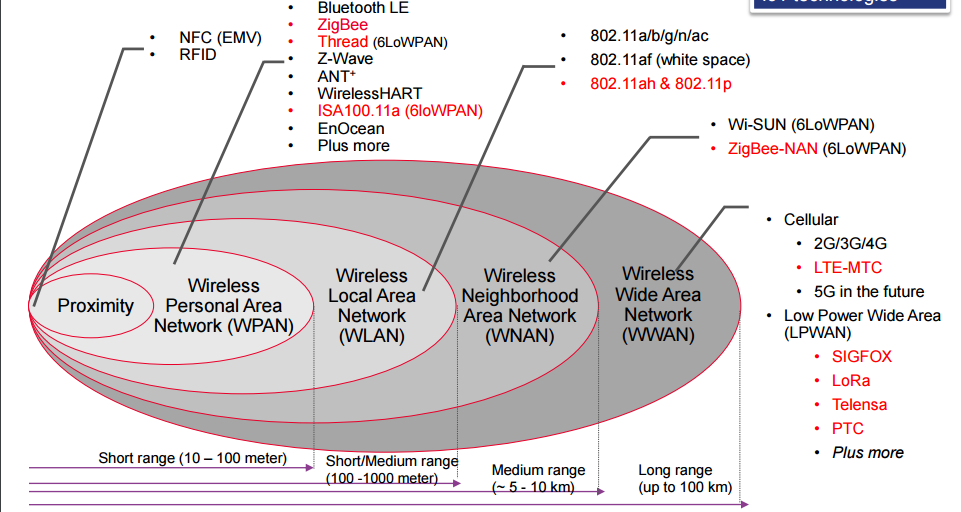 IoT technologies
• Bluetooth LE
• ZigBee
• Thread (6LoWPAN)
• Z-Wave
• ANT+
• WirelessHART
• ISA100.11a (6loWPAN)
• EnOcean
• Plus more
• NFC (EMV)
• RFID
• 802.11a/b/g/n/ac
• 802.11af (white space)
• 802.11ah & 802.11p
• Wi-SUN (6LoWPAN)
• ZigBee-NAN (6LoWPAN)
• Cellular
• 2G/3G/4G
• LTE-MTC
• 5G in the future
• Low Power Wide Area
(LPWAN)
• SIGFOX
• LoRa
• Telensa
• PTC
• Plus more
Proximity
Wireless
Personal Area
Network (WPAN)
Wireless
Local Area
Network
(WLAN)
Wireless
Neighborhood
Area Network
(WNAN)
Wireless
Wide Area
Network
(WWAN)
Short range (10 – 100 meter)
Short/Medium range
(100 -1000 meter)
Medium range
(~ 5 - 10 km)
Long range
(up to 100 km)